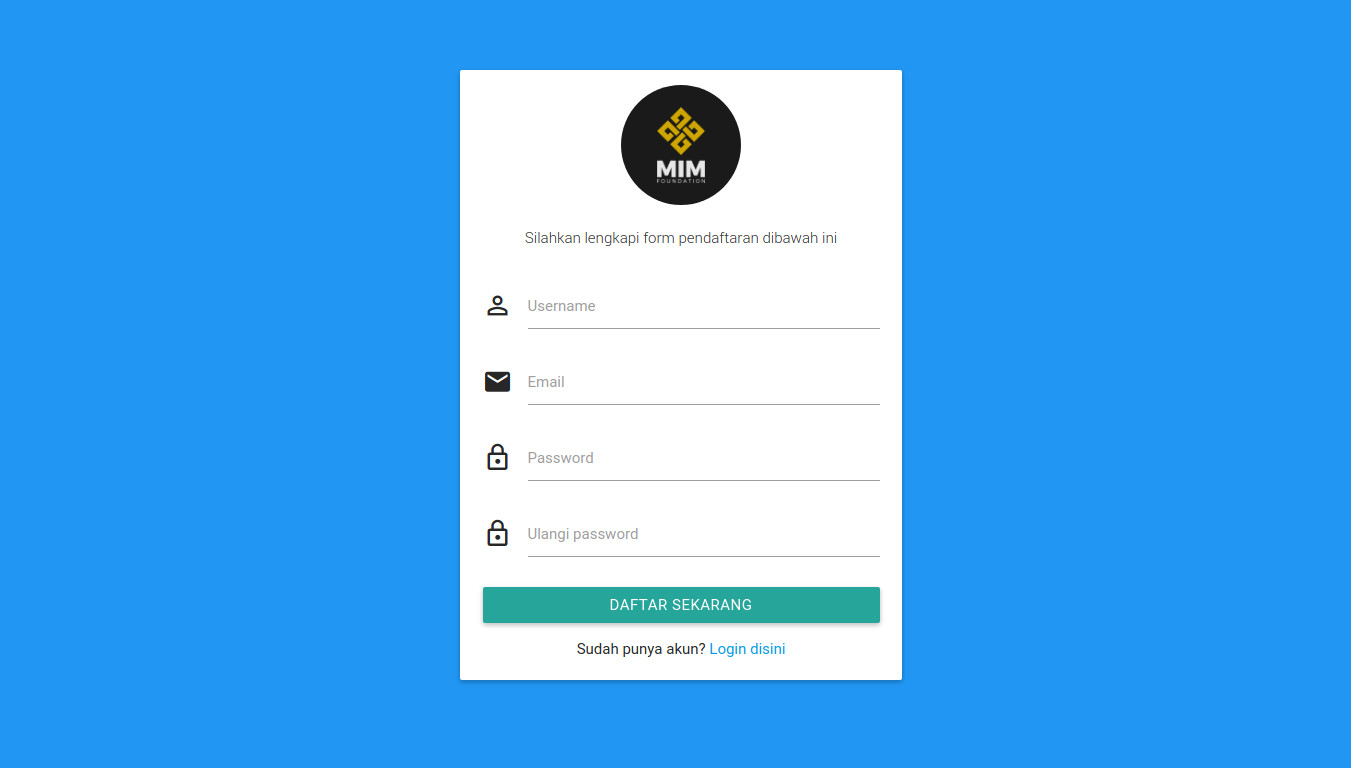 MIM
FOUNDATION
Silahkan lengkapi form pendaftaran dibawah ini
Username
Email
Password
Ulangi password
DAFTAR SEKARANG
Sudah punya akun? Login disini